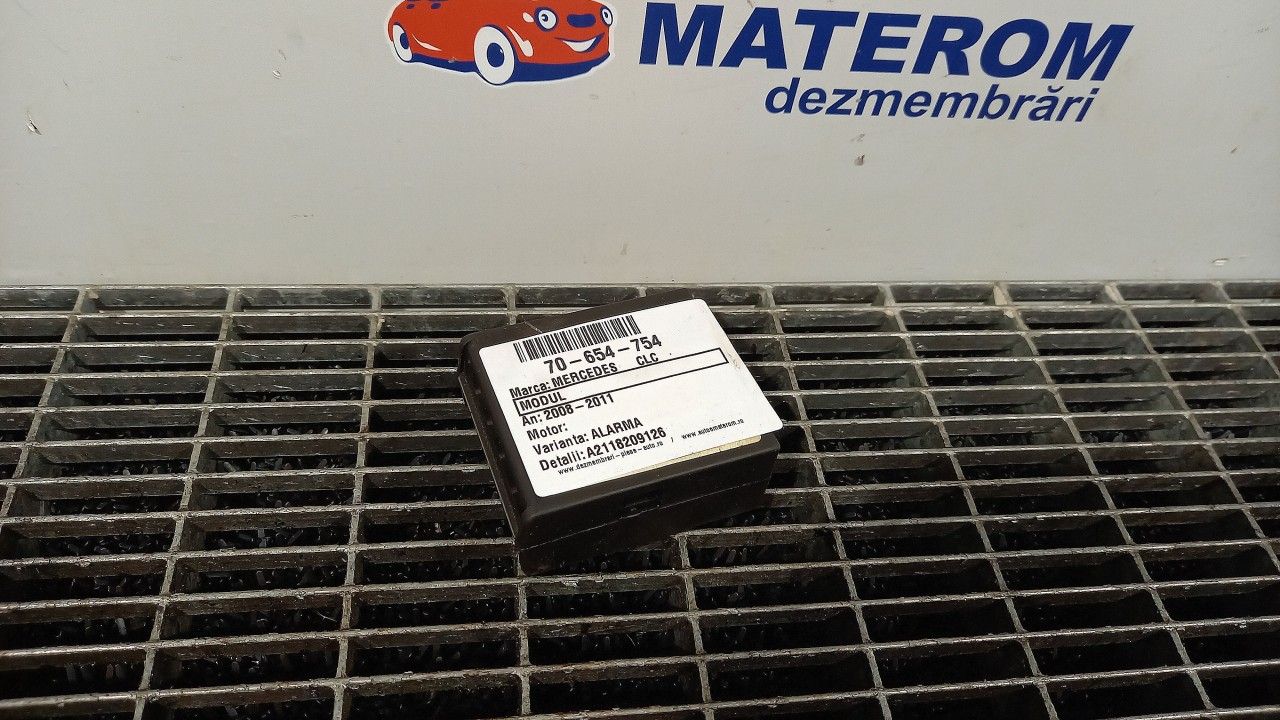 MATEROM
dezmembrări
70-654-754
Marca: MERCEDES CLC
MODUL
An: 2008-2011
Motor:
Varianta: ALARMA
Detalii: A2118209126
www.dezmembrari-piese-auto.ro / www.automaterom.ro